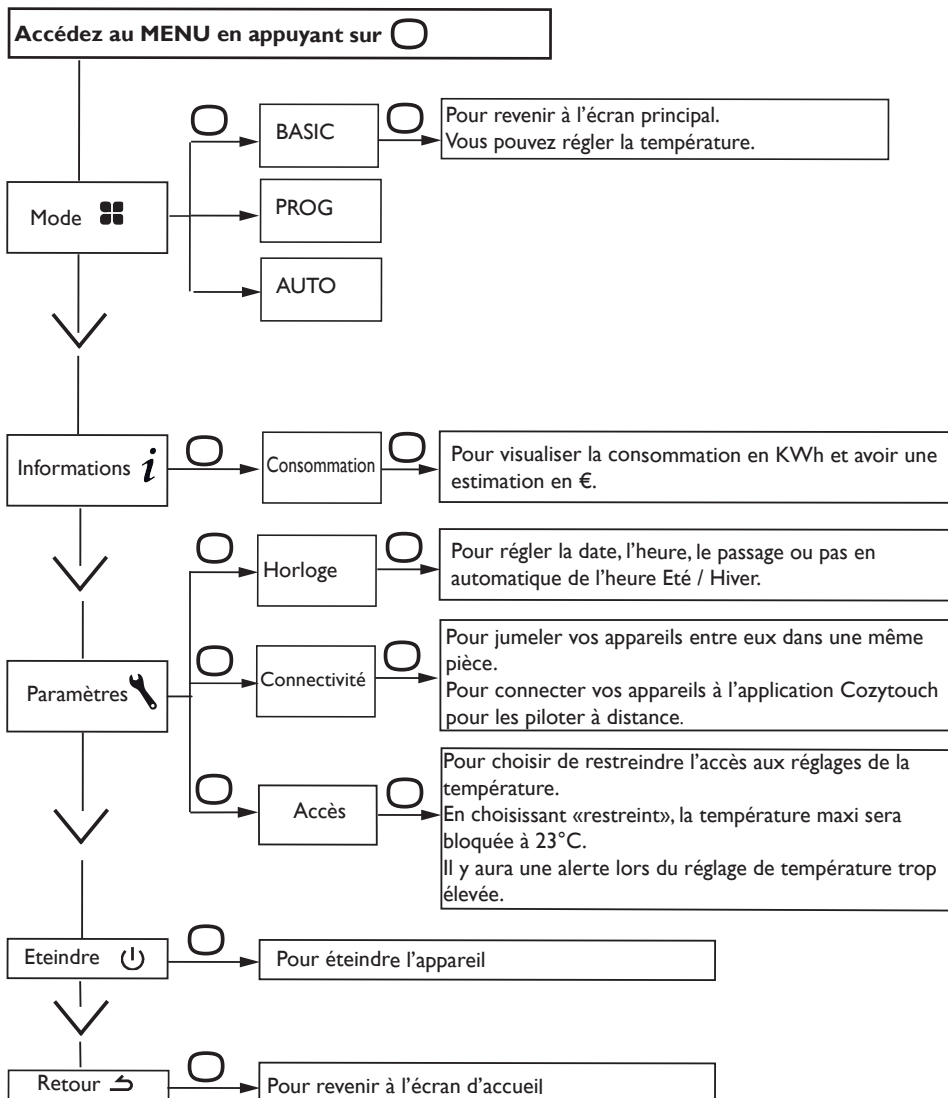 Accédez au MENU en appuyant sur
BASIC
Pour revenir à l'écran principal.
Vous pouvez régler la température.
Mode
PROG
AUTO
Informations i
Consommation
Pour visualiser la consommation en KWh et avoir une
estimation en €.
Horloge
Pour régler la date, l'heure, le passage ou pas en
automatique de l'heure Eté / Hiver.
Paramètres
Connectivité
Pour jumeler vos appareils entre eux dans une même
pièce.
Pour connecter vos appareils à l'application Cozytouch
pour les piloter à distance.
Accès
Pour choisir de restreindre l'accès aux réglages de la
température.
En choisissant «restreint», la température maxi sera
bloquée à 23°C.
Il y aura une alerte lors du réglage de température trop
élevée.
Eteindre
Pour éteindre l'appareil
Retour
Pour revenir à l'écran d'accueil